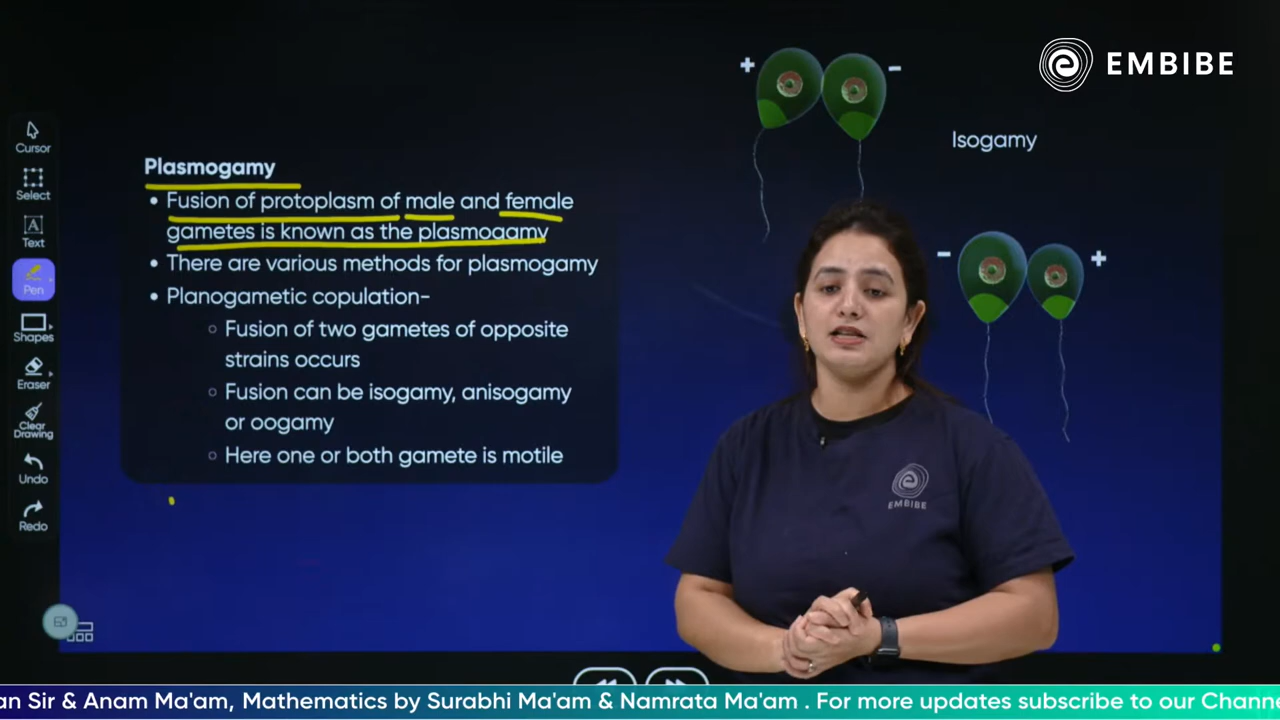 EMBIBE
+ -
Isogamy
Cursor
Select
Text
Pen
Shapes
Eraser
Clear
Drawing
Undo
Redo
Plasmogamy
• Fusion of protoplasm of male and female
gametes is known as the plasmogamy
• There are various methods for plasmogamy
• Planogametic copulation-
○ Fusion of two gametes of opposite
strains occurs
○ Fusion can be isogamy, anisogamy
or oogamy
○ Here one or both gamete is motile
- +
EMBIBE
an Sir & Anam Ma'am, Mathematics by Surabhi Ma'am & Namrata Ma'am . For more updates subscribe to our Chann